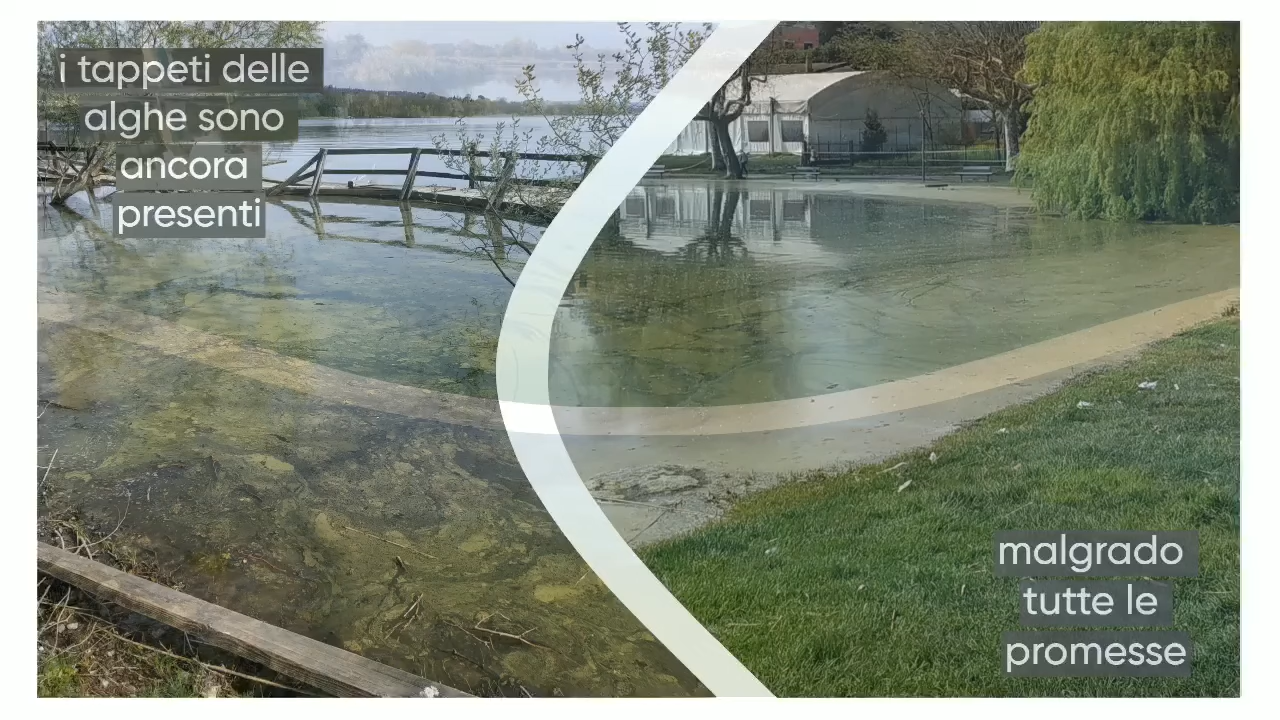 i tappeti delle
alghe sono
ancora
presenti
malgrado
tutte le
promesse